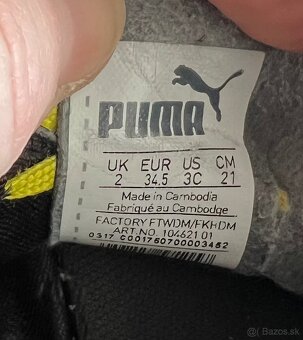 PUMA
UK EUR US CM
2 34.5 3C 21
Made in Cambodia
Fabriqué au Cambodge
FACTORY FTWDM/FKHDM
ART.NO. 104621 01
0317 C001760700003482
Bazos.sk